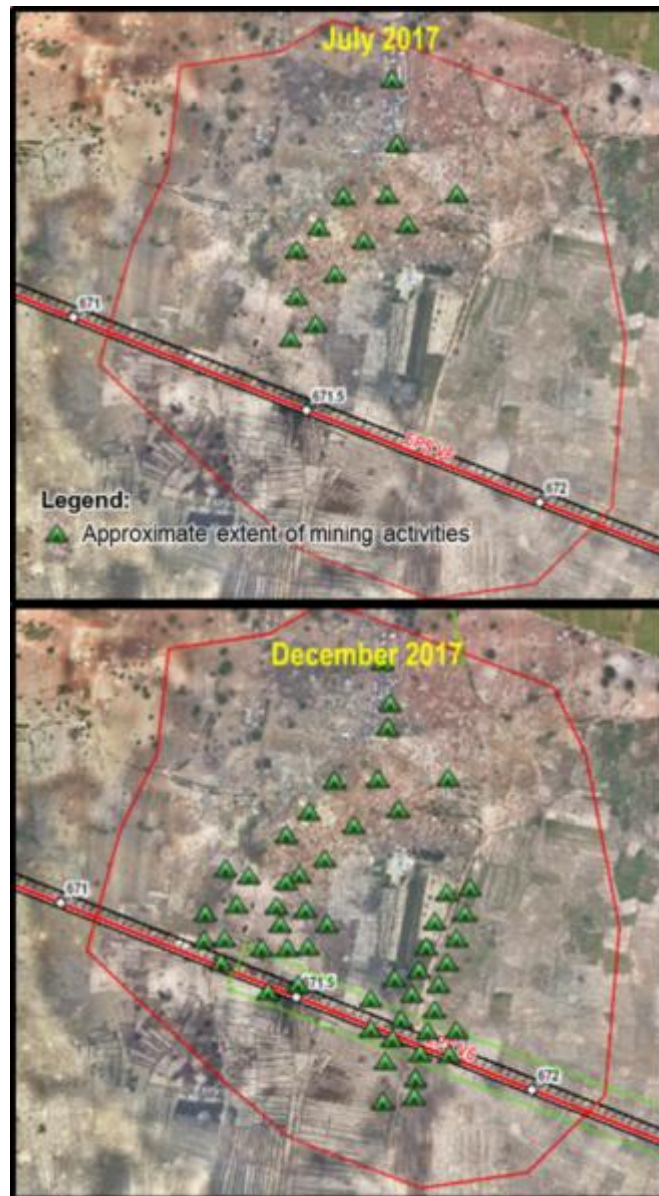 July 2017
671
671.5
672
Legend:
Approximate extent of mining activities
December 2017
671
671.5
672